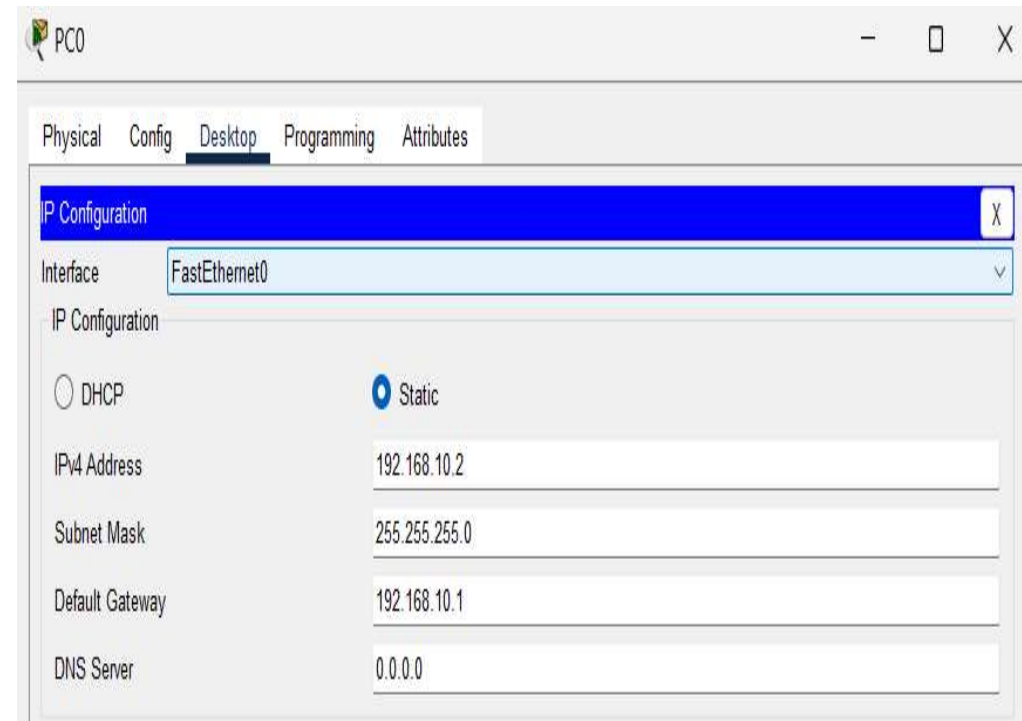 PC0
Physical Config Desktop Programming Attributes
IP Configuration X
Interface FastEthernet0
IP Configuration
DHCP Static
IPv4 Address 192.168.10.2
Subnet Mask 255.255.255.0
Default Gateway 192.168.10.1
DNS Server 0.0.0.0